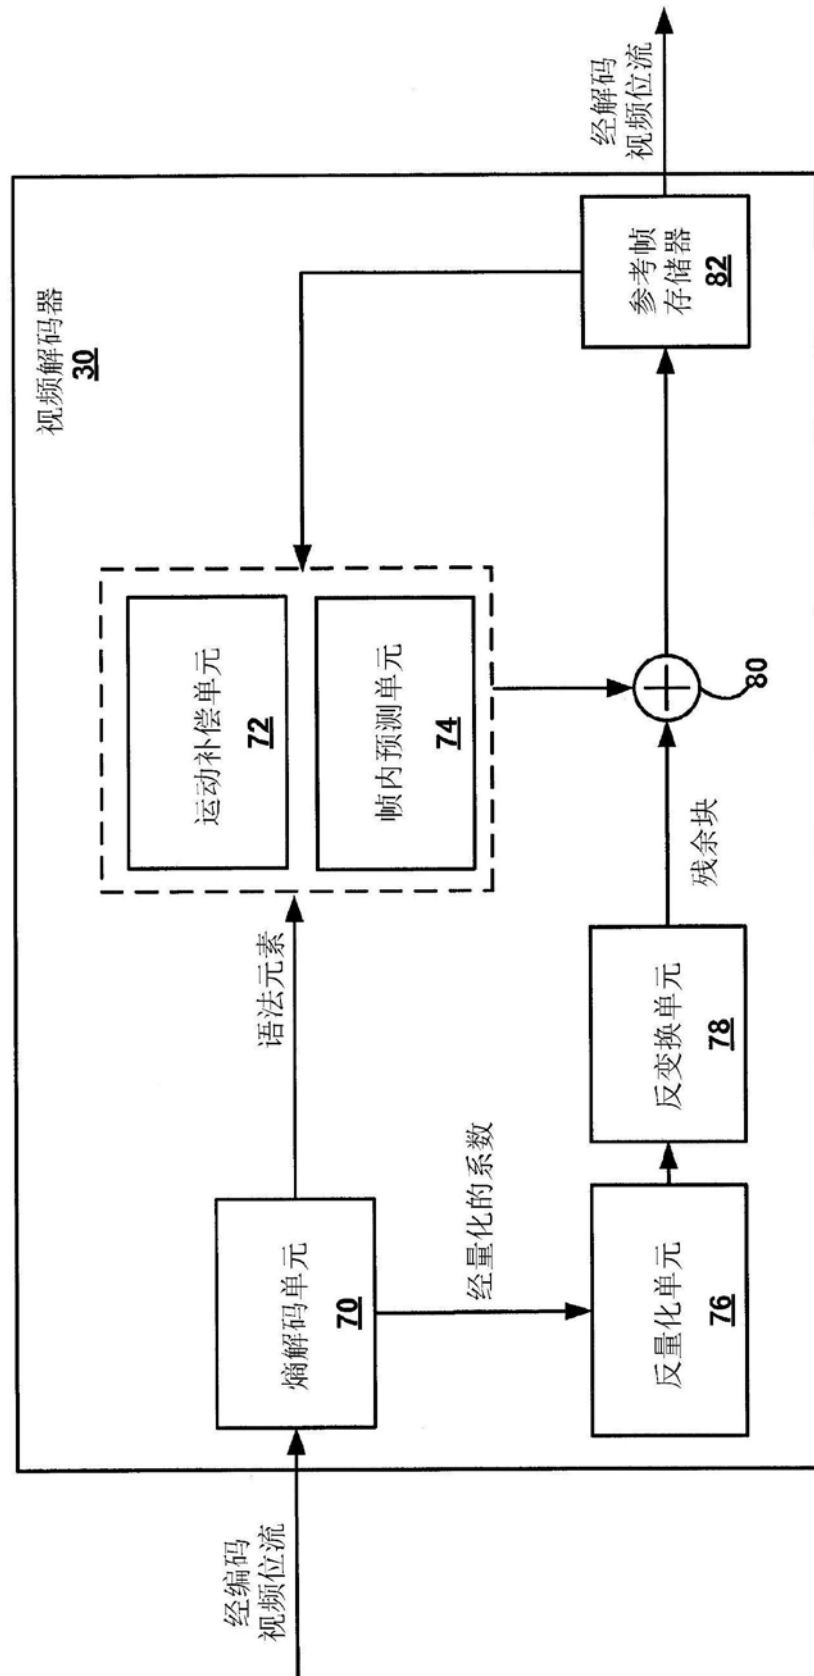 视频解码器
30
经编码
视频位流
熵解码单元
70
语法元素
运动补偿单元
72
帧内预测单元
74
经量化的系数
反量化单元
76
反变换单元
78
残余块
80
参考帧
存储器
82
经解码
视频位流